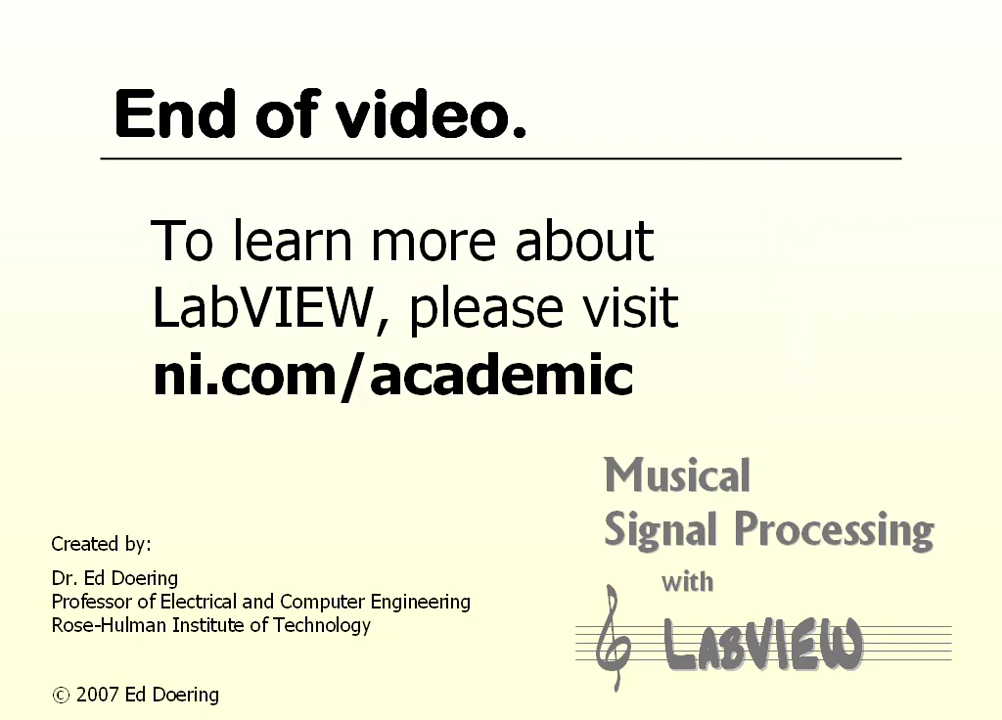 End of video.
To learn more about
LabVIEW, please visit
ni.com/academic
Musical
Signal Processing
with
LabVIEW
Created by:
Dr. Ed Doering
Professor of Electrical and Computer Engineering
Rose-Hulman Institute of Technology
© 2007 Ed Doering